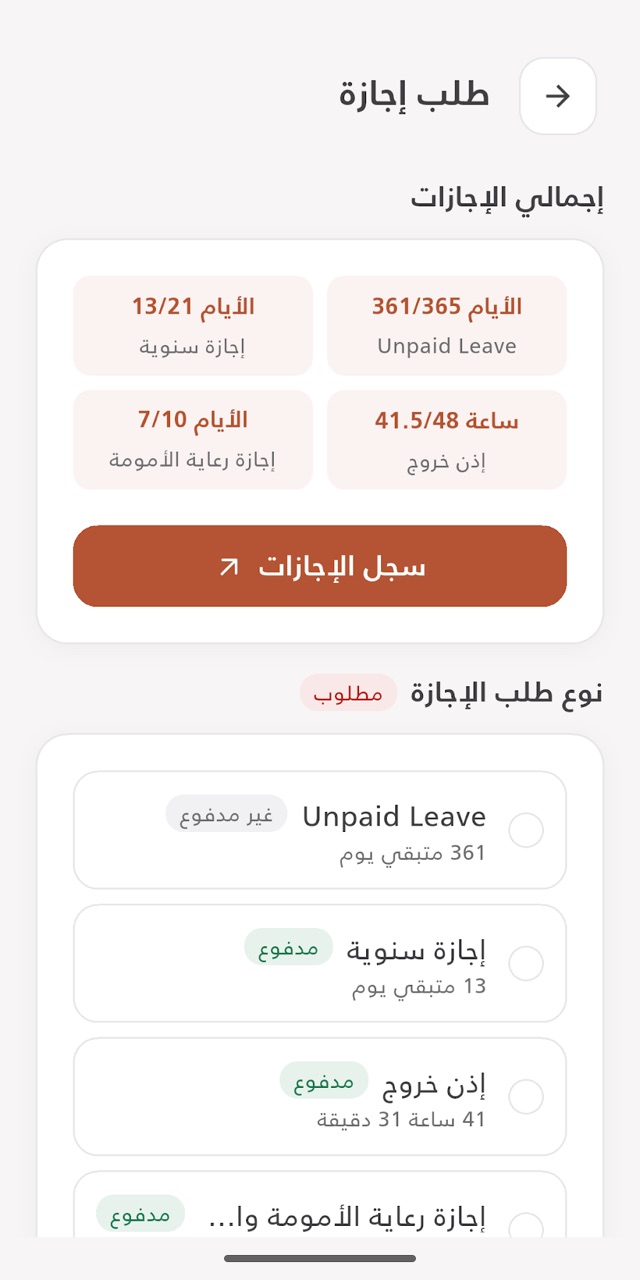 طلب إجازة
إجمالي الإجازات
الأيام 361/365
Unpaid Leave
الأيام 13/21
إجازة سنوية
ساعة 41.5/48
إذن خروج
الأيام 7/10
إجازة رعاية الأمومة
سجل الإجازات
نوع طلب الإجازة مطلوب
Unpaid Leave غير مدفوع
361 متبقي يوم
إجازة سنوية مدفوع
13 متبقي يوم
إذن خروج مدفوع
41 ساعة 31 دقيقة
إجازة رعاية الأمومة وا... مدفوع